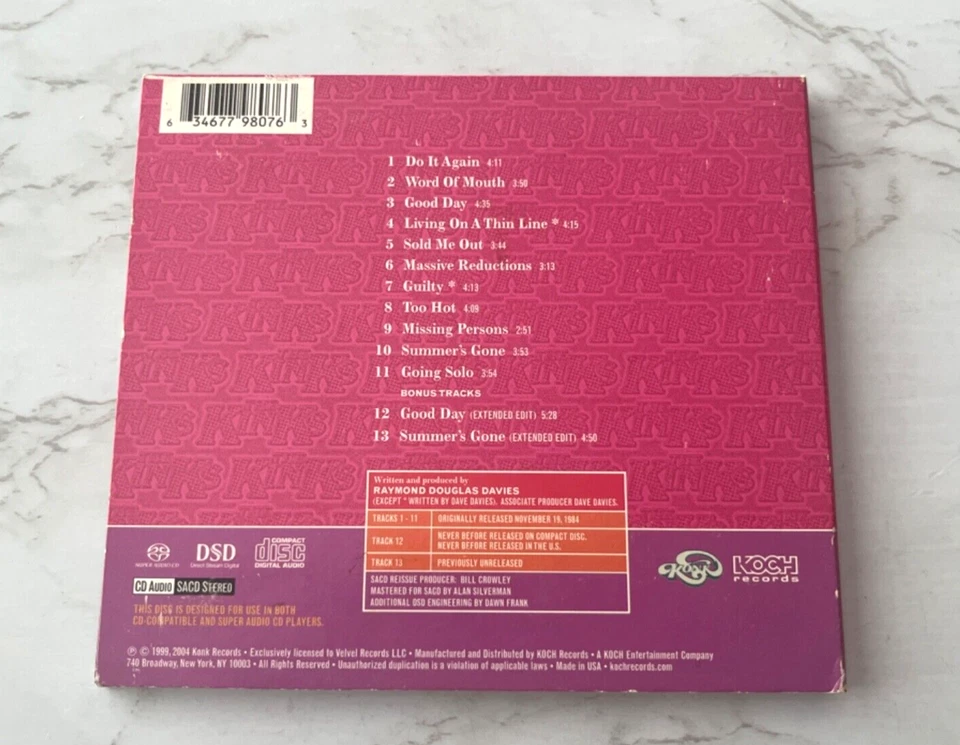 6 34677 98076 3
1 Do It Again 4:11
2 Word Of Mouth 3:50
3 Good Day 4:35
4 Living On A Thin Line * 4:15
5 Sold Me Out 3:44
6 Massive Reductions 3:13
7 Guilty * 4:13
8 Too Hot 4:09
9 Missing Persons 2:51
10 Summer's Gone 3:53
11 Going Solo 3:54
BONUS TRACKS
12 Good Day (EXTENDED EDIT) 5:28
13 Summer's Gone (EXTENDED EDIT) 4:50
Written and produced by
RAYMOND DOUGLAS DAVIES
(EXCEPT * WRITTEN BY DAVE DAVIES). ASSOCIATE PRODUCER DAVE DAVIES.
TRACKS 1 - 11 ORIGINALLY RELEASED NOVEMBER 19, 1984
TRACK 12 NEVER BEFORE RELEASED ON COMPACT DISC.
NEVER BEFORE RELEASED IN THE U.S.
TRACK 13 PREVIOUSLY UNRELEASED
SACD REISSUE PRODUCER: BILL CROWLEY
MASTERED FOR SACD BY ALAN SILVERMAN
ADDITIONAL DSD ENGINEERING BY DAWN FRANK
SUPER AUDIO CD
DSD
Direct Stream Digital
COMPACT
disc
DIGITAL AUDIO
CD AUDIO SACD STEREO
THIS DISC IS DESIGNED FOR USE IN BOTH
CD-COMPATIBLE AND SUPER AUDIO CD PLAYERS.
KONK
KOCH
records
℗ © 1999, 2004 Konk Records • Exclusively licensed to Velvel Records LLC • Manufactured and Distributed by KOCH Records • A KOCH Entertainment Company
740 Broadway, New York, NY 10003 • All Rights Reserved • Unauthorized duplication is a violation of applicable laws • Made in USA • kochrecords.com